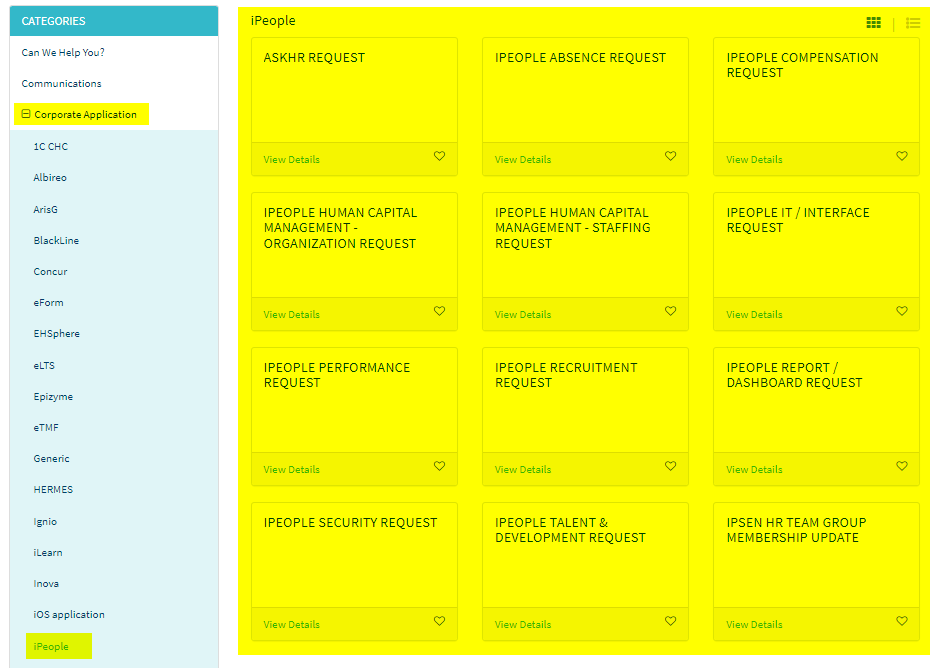 CATEGORIES
Can We Help You?
Communications
Corporate Application
1C CHC
Albireo
ArisG
BlackLine
Concur
eForm
EHSphere
eLTS
Epizyme
eTMF
Generic
HERMES
Ignio
iLearn
Inova
iOS application
iPeople
iPeople
ASKHR REQUEST
View Details
IPEOPLE ABSENCE REQUEST
View Details
IPEOPLE COMPENSATION
REQUEST
View Details
IPEOPLE HUMAN CAPITAL
MANAGEMENT -
ORGANIZATION REQUEST
View Details
IPEOPLE HUMAN CAPITAL
MANAGEMENT - STAFFING
REQUEST
View Details
IPEOPLE IT / INTERFACE
REQUEST
View Details
IPEOPLE PERFORMANCE
REQUEST
View Details
IPEOPLE RECRUITMENT
REQUEST
View Details
IPEOPLE REPORT /
DASHBOARD REQUEST
View Details
IPEOPLE SECURITY REQUEST
View Details
IPEOPLE TALENT &
DEVELOPMENT REQUEST
View Details
IPSEN HR TEAM GROUP
MEMBERSHIP UPDATE
View Details